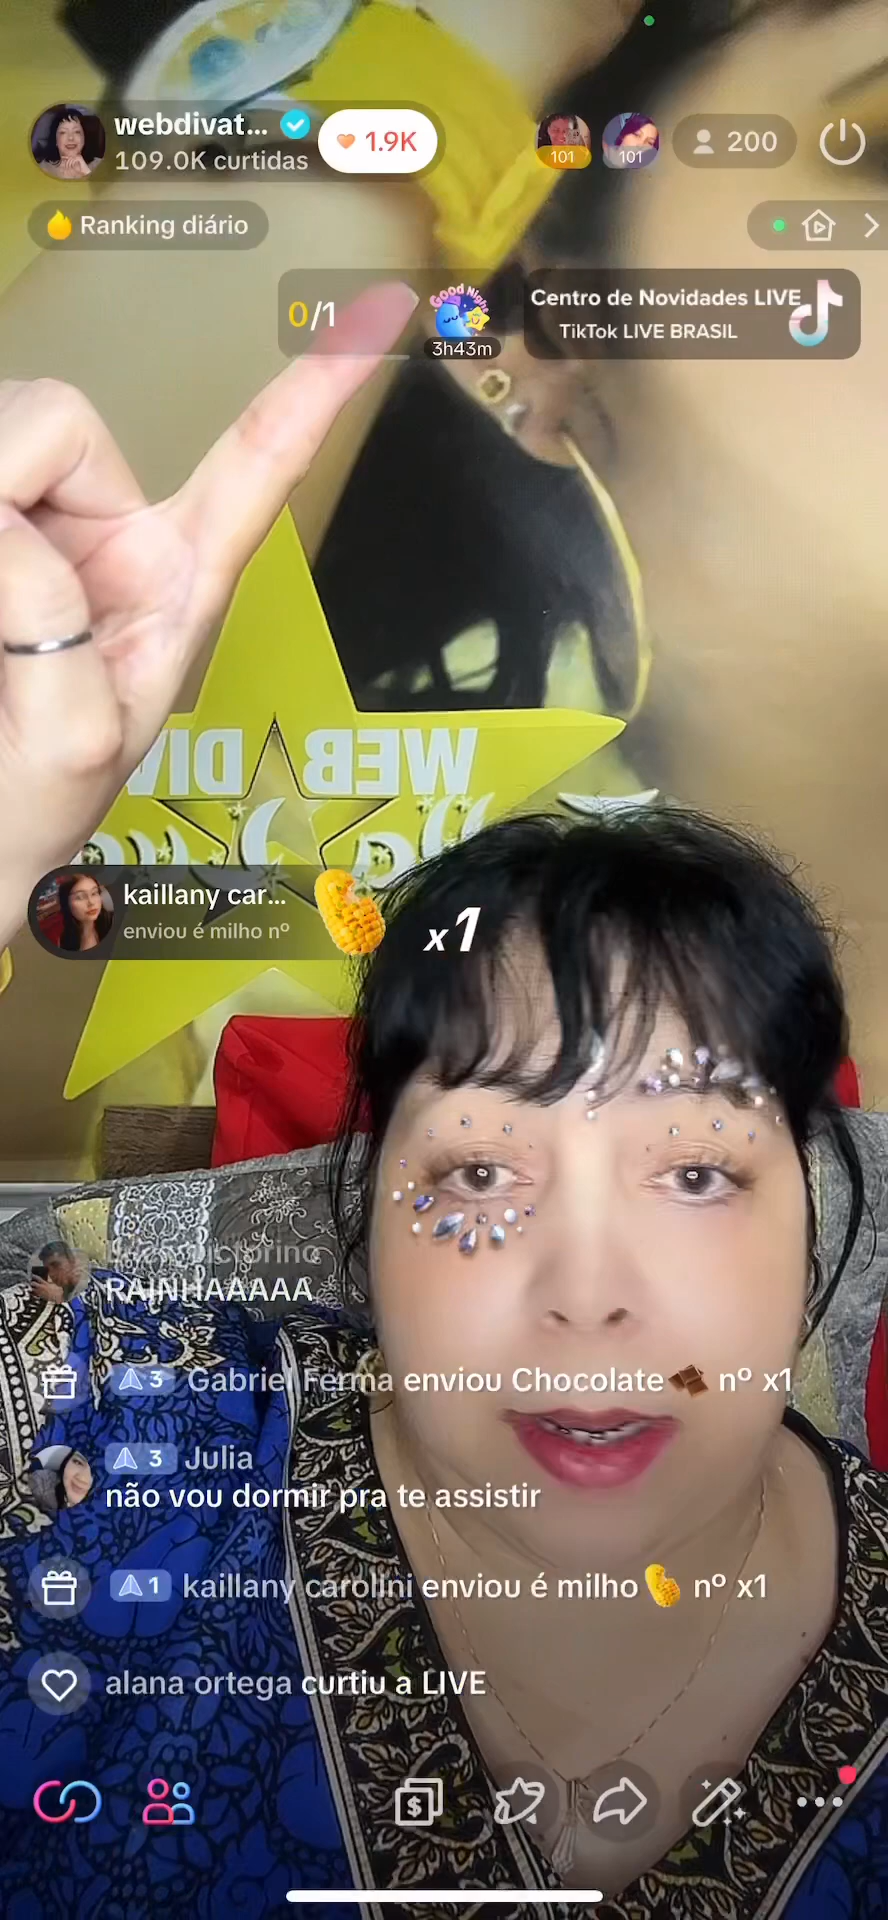 webdivat...
109.0K curtidas
1.9K
101
101
200
Ranking diário
0/1
Good Night
3h43m
Centro de Novidades LIVE
TikTok LIVE BRASIL
WEB DIV
kaillany car...
enviou é milho nº
x1
RAINHAAAAA
3 Gabriel Ferma enviou Chocolate nº x1
3 Julia
não vou dormir pra te assistir
1 kaillany carolini enviou é milho nº x1
alana ortega curtiu a LIVE